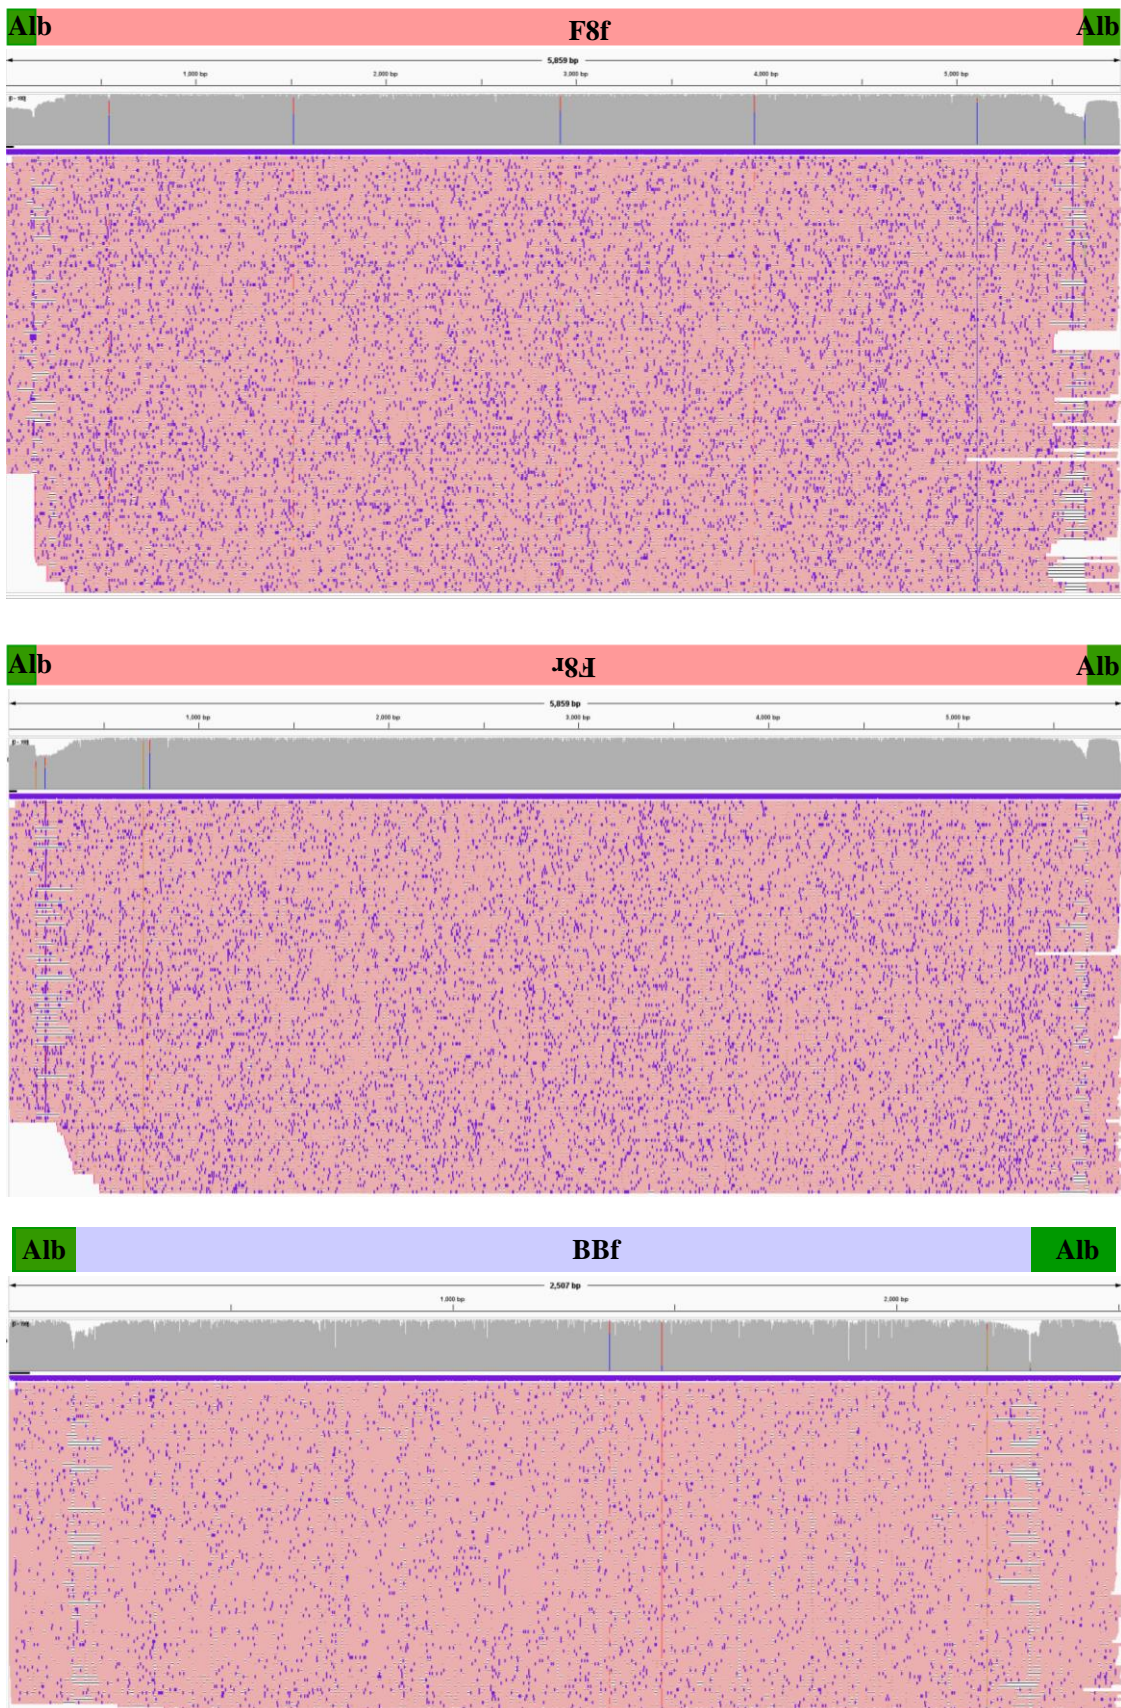 Alb F8f Alb
5,859 bp
1,000 bp 2,000 bp 3,000 bp 4,000 bp 5,000 bp
Alb F8r Alb
5,859 bp
1,000 bp 2,000 bp 3,000 bp 4,000 bp 5,000 bp
Alb BBf Alb
2,507 bp
1,000 bp 2,000 bp